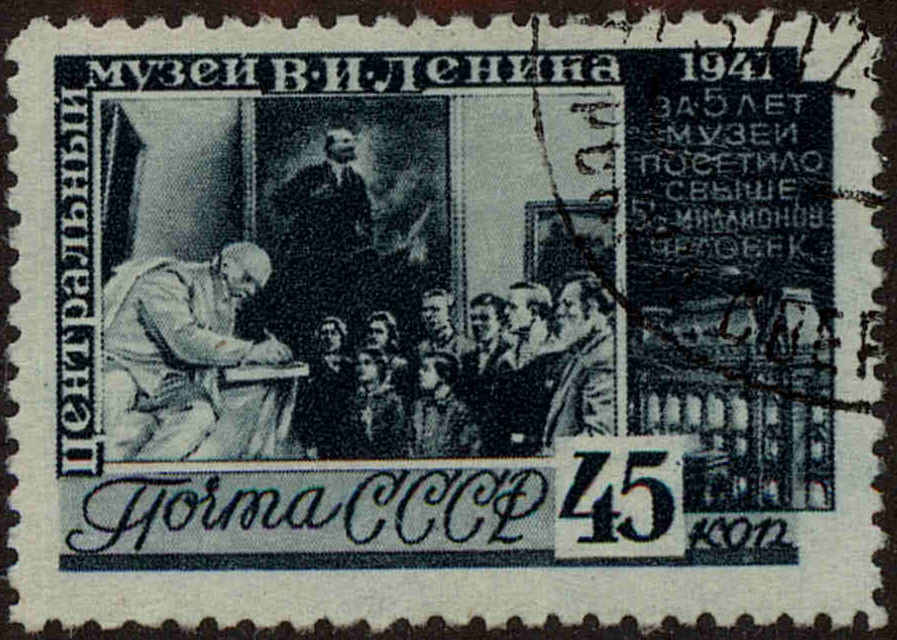 Центральный
музей В·И·Ленина
1941
ЗА 5 ЛЕТ
МУЗЕЙ
ПОСЕТИЛО
СВЫШЕ
МИЛЛИОНОВ
ЧЕЛОВЕК
Почта СССР
45
коп